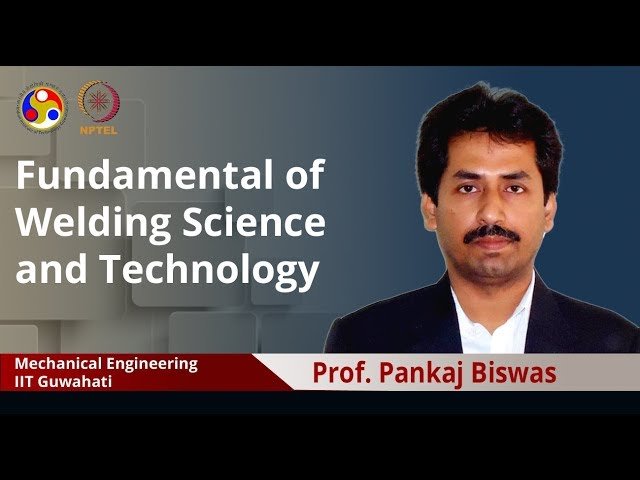 NPTEL
Fundamental of
Welding Science
and Technology
Mechanical Engineering
IIT Guwahati
Prof. Pankaj Biswas